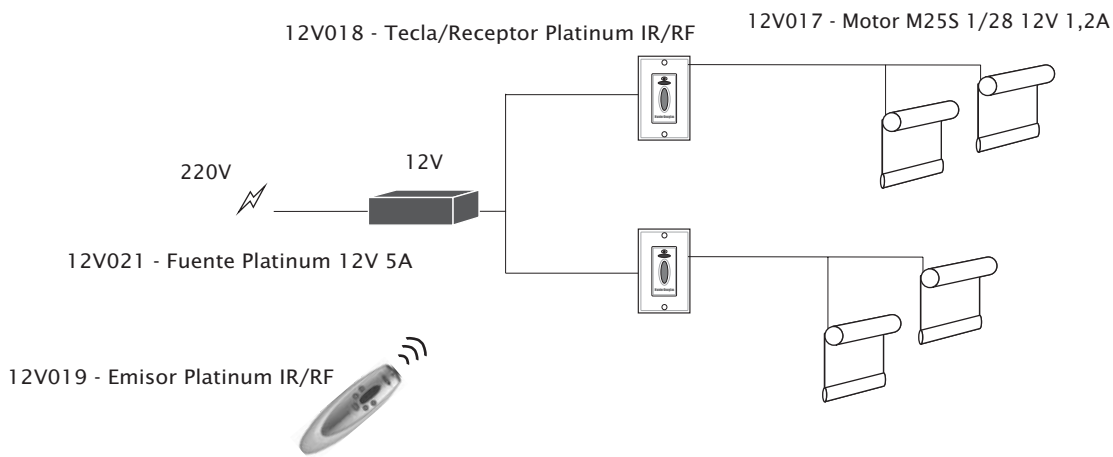 12V017 - Motor M25S 1/28 12V 1,2A
12V018 - Tecla/Receptor Platinum IR/RF
12V
220V
12V021 - Fuente Platinum 12V 5A
12V019 - Emisor Platinum IR/RF